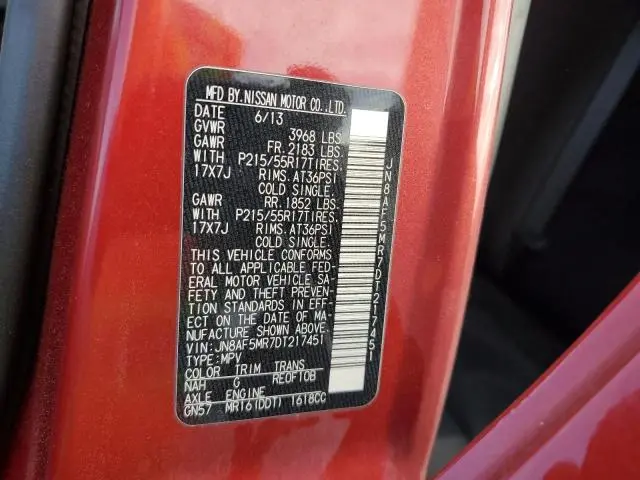 MFD BY.NISSAN MOTOR CO.,LTD.
DATE 6/13
GVWR 3968 LBS
GAWR FR. 2183 LBS.
WITH P215/55R17TIRES.
17X7J RIMS.AT36PSI
COLD SINGLE.
GAWR RR.1852 LBS.
WITH P215/55R17TIRES.
17X7J RIMS.AT36PSI
COLD SINGLE.
THIS VEHICLE CONFORMS
TO ALL APPLICABLE FED-
ERAL MOTOR VEHICLE SA-
FETY AND THEFT PREVEN-
TION STANDARDS IN EFF-
ECT ON THE DATE OF MA-
NUFACTURE SHOWN ABOVE.
VIN:JN8AF5MR7DT217451
TYPE:MPV
COLOR TRIM TRANS
NAH G RE0F10B
AXLE ENGINE
GN57 MR16(DDT) 1618CC
JN8AF5MR7DT217451